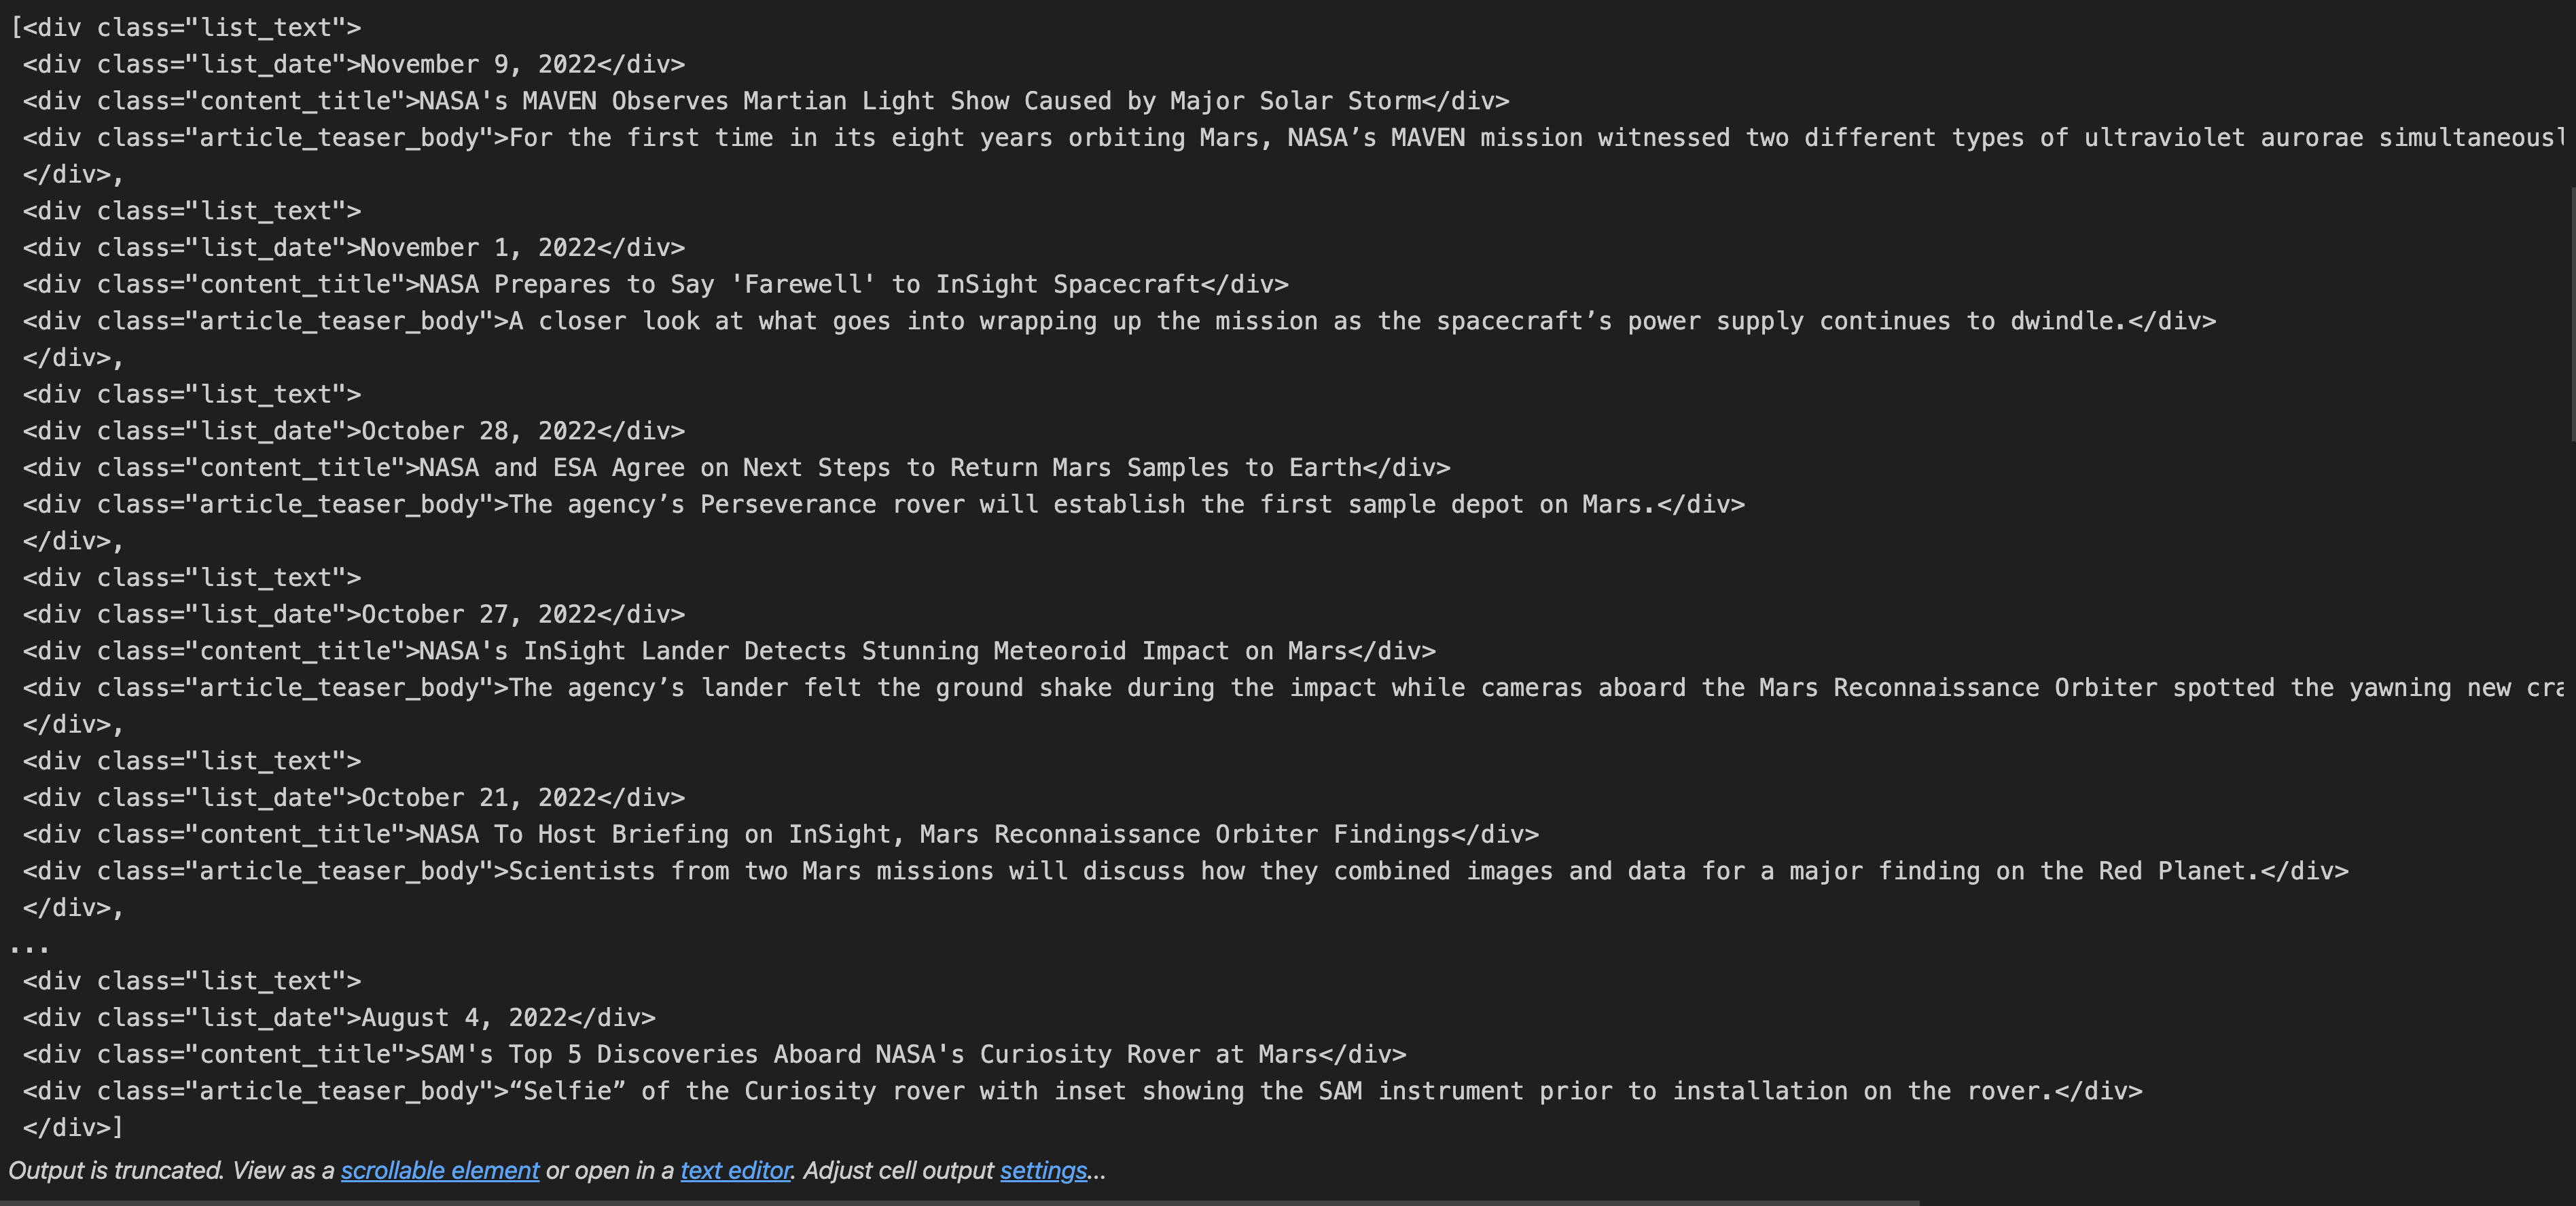 [<div class="list_text">
<div class="list_date">November 9, 2022</div>
<div class="content_title">NASA's MAVEN Observes Martian Light Show Caused by Major Solar Storm</div>
<div class="article_teaser_body">For the first time in its eight years orbiting Mars, NASA’s MAVEN mission witnessed two different types of ultraviolet aurorae simultaneousl
</div>,
<div class="list_text">
<div class="list_date">November 1, 2022</div>
<div class="content_title">NASA Prepares to Say 'Farewell' to InSight Spacecraft</div>
<div class="article_teaser_body">A closer look at what goes into wrapping up the mission as the spacecraft’s power supply continues to dwindle.</div>
</div>,
<div class="list_text">
<div class="list_date">October 28, 2022</div>
<div class="content_title">NASA and ESA Agree on Next Steps to Return Mars Samples to Earth</div>
<div class="article_teaser_body">The agency’s Perseverance rover will establish the first sample depot on Mars.</div>
</div>,
<div class="list_text">
<div class="list_date">October 27, 2022</div>
<div class="content_title">NASA's InSight Lander Detects Stunning Meteoroid Impact on Mars</div>
<div class="article_teaser_body">The agency’s lander felt the ground shake during the impact while cameras aboard the Mars Reconnaissance Orbiter spotted the yawning new cra
</div>,
<div class="list_text">
<div class="list_date">October 21, 2022</div>
<div class="content_title">NASA To Host Briefing on InSight, Mars Reconnaissance Orbiter Findings</div>
<div class="article_teaser_body">Scientists from two Mars missions will discuss how they combined images and data for a major finding on the Red Planet.</div>
</div>,
...
<div class="list_text">
<div class="list_date">August 4, 2022</div>
<div class="content_title">SAM's Top 5 Discoveries Aboard NASA's Curiosity Rover at Mars</div>
<div class="article_teaser_body">“Selfie” of the Curiosity rover with inset showing the SAM instrument prior to installation on the rover.</div>
</div>]
Output is truncated. View as a scrollable element or open in a text editor. Adjust cell output settings...